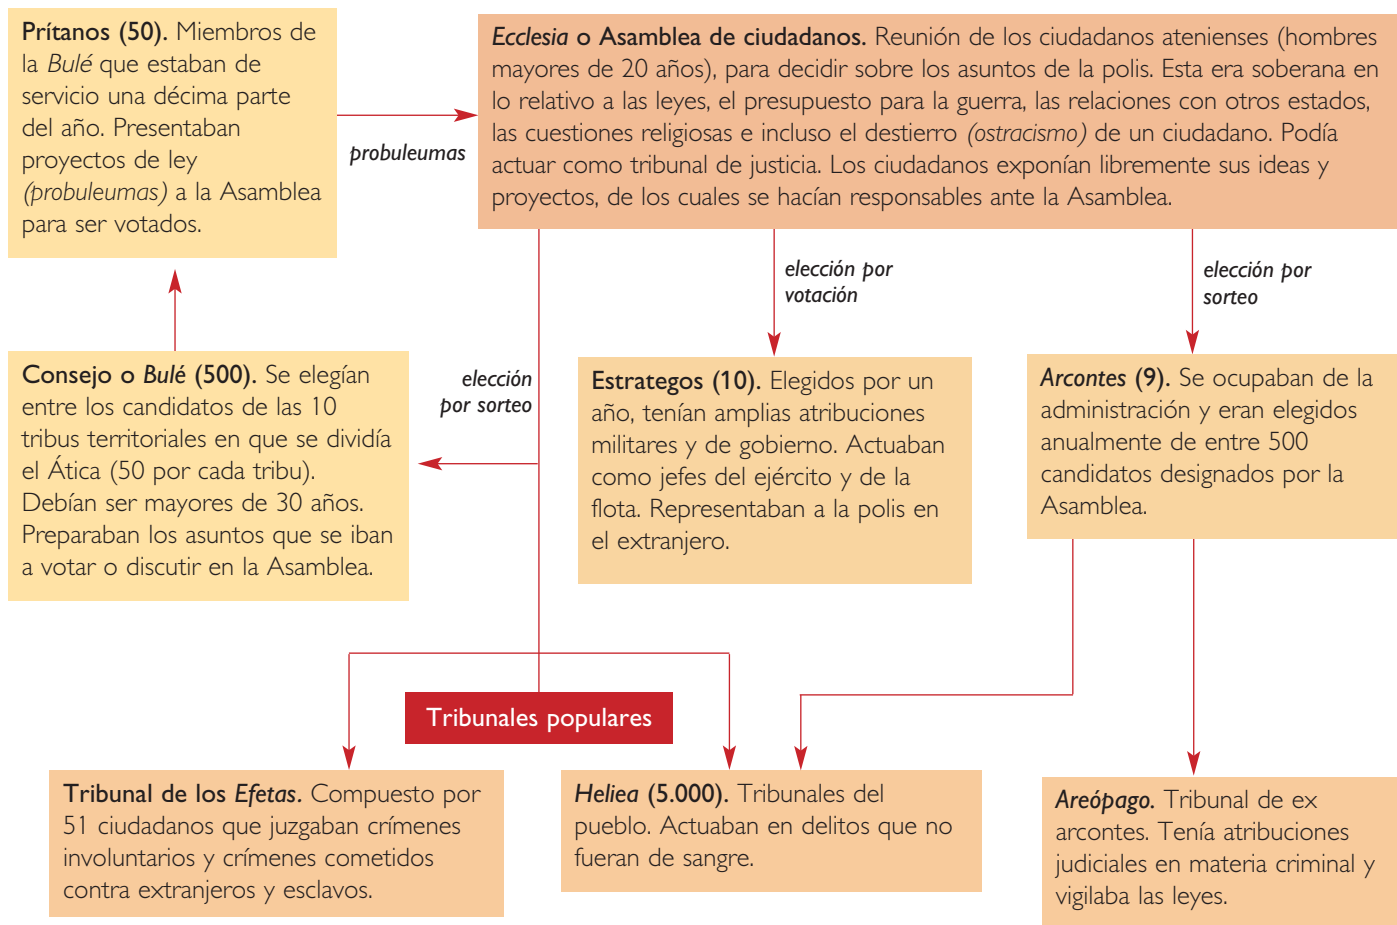 Prítanos (50). Miembros de
la Bulé que estaban de
servicio una décima parte
del año. Presentaban
proyectos de ley
(probuleumas) a la Asamblea
para ser votados.
probuleumas
Ecclesia o Asamblea de ciudadanos. Reunión de los ciudadanos atenienses (hombres
mayores de 20 años), para decidir sobre los asuntos de la polis. Esta era soberana en
lo relativo a las leyes, el presupuesto para la guerra, las relaciones con otros estados,
las cuestiones religiosas e incluso el destierro (ostracismo) de un ciudadano. Podía
actuar como tribunal de justicia. Los ciudadanos exponían libremente sus ideas y
proyectos, de los cuales se hacían responsables ante la Asamblea.
elección por
votación
elección por
sorteo
Consejo o Bulé (500). Se elegían
entre los candidatos de las 10
tribus territoriales en que se dividía
el Ática (50 por cada tribu).
Debían ser mayores de 30 años.
Preparaban los asuntos que se iban
a votar o discutir en la Asamblea.
elección
por sorteo
Estrategos (10). Elegidos por un
año, tenían amplias atribuciones
militares y de gobierno. Actuaban
como jefes del ejército y de la
flota. Representaban a la polis en
el extranjero.
Arcontes (9). Se ocupaban de la
administración y eran elegidos
anualmente de entre 500
candidatos designados por la
Asamblea.
Tribunales populares
Tribunal de los Efetas. Compuesto por
51 ciudadanos que juzgaban crímenes
involuntarios y crímenes cometidos
contra extranjeros y esclavos.
Heliea (5.000). Tribunales del
pueblo. Actuaban en delitos que no
fueran de sangre.
Areópago. Tribunal de ex
arcontes. Tenía atribuciones
judiciales en materia criminal y
vigilaba las leyes.